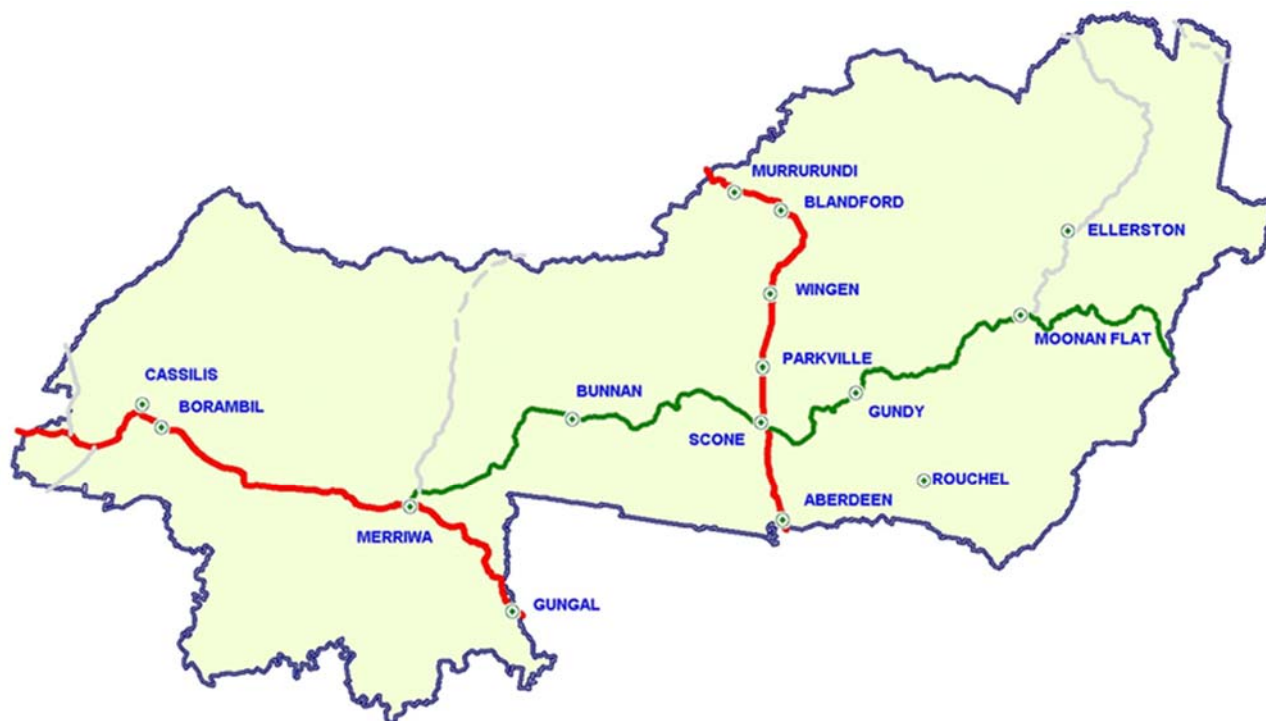 MURRURUNDI
BLANDFORD
ELLERSTON
WINGEN
MOONAN FLAT
PARKVILLE
CASSILIS
BUNNAN
BORAMBIL
GUNDY
SCONE
ROUCHEL
ABERDEEN
MERRIWA
GUNGAL